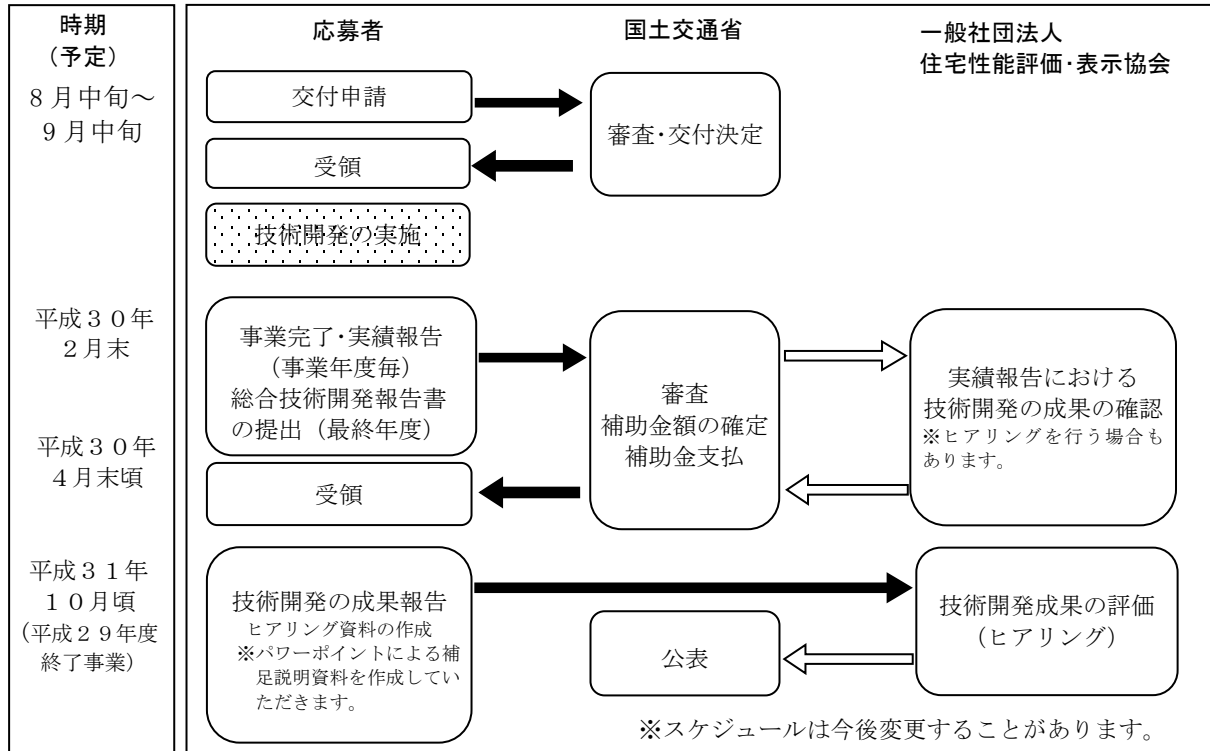 時期
（予定）
応募者
国土交通省
一般社団法人
住宅性能評価・表示協会
８月中旬～
９月中旬
交付申請
審査・交付決定
受領
技術開発の実施
平成３０年
２月末
事業完了・実績報告
（事業年度毎）
総合技術開発報告書
の提出（最終年度）
審査
補助金額の確定
補助金支払
実績報告における
技術開発の成果の確認
※ヒアリングを行う場合も
あります。
平成３０年
４月末頃
受領
平成３１年
１０月頃
（平成２９年度
終了事業）
技術開発の成果報告
ヒアリング資料の作成
※パワーポイントによる補
足説明資料を作成してい
ただきます。
公表
技術開発成果の評価
（ヒアリング）
※スケジュールは今後変更することがあります。